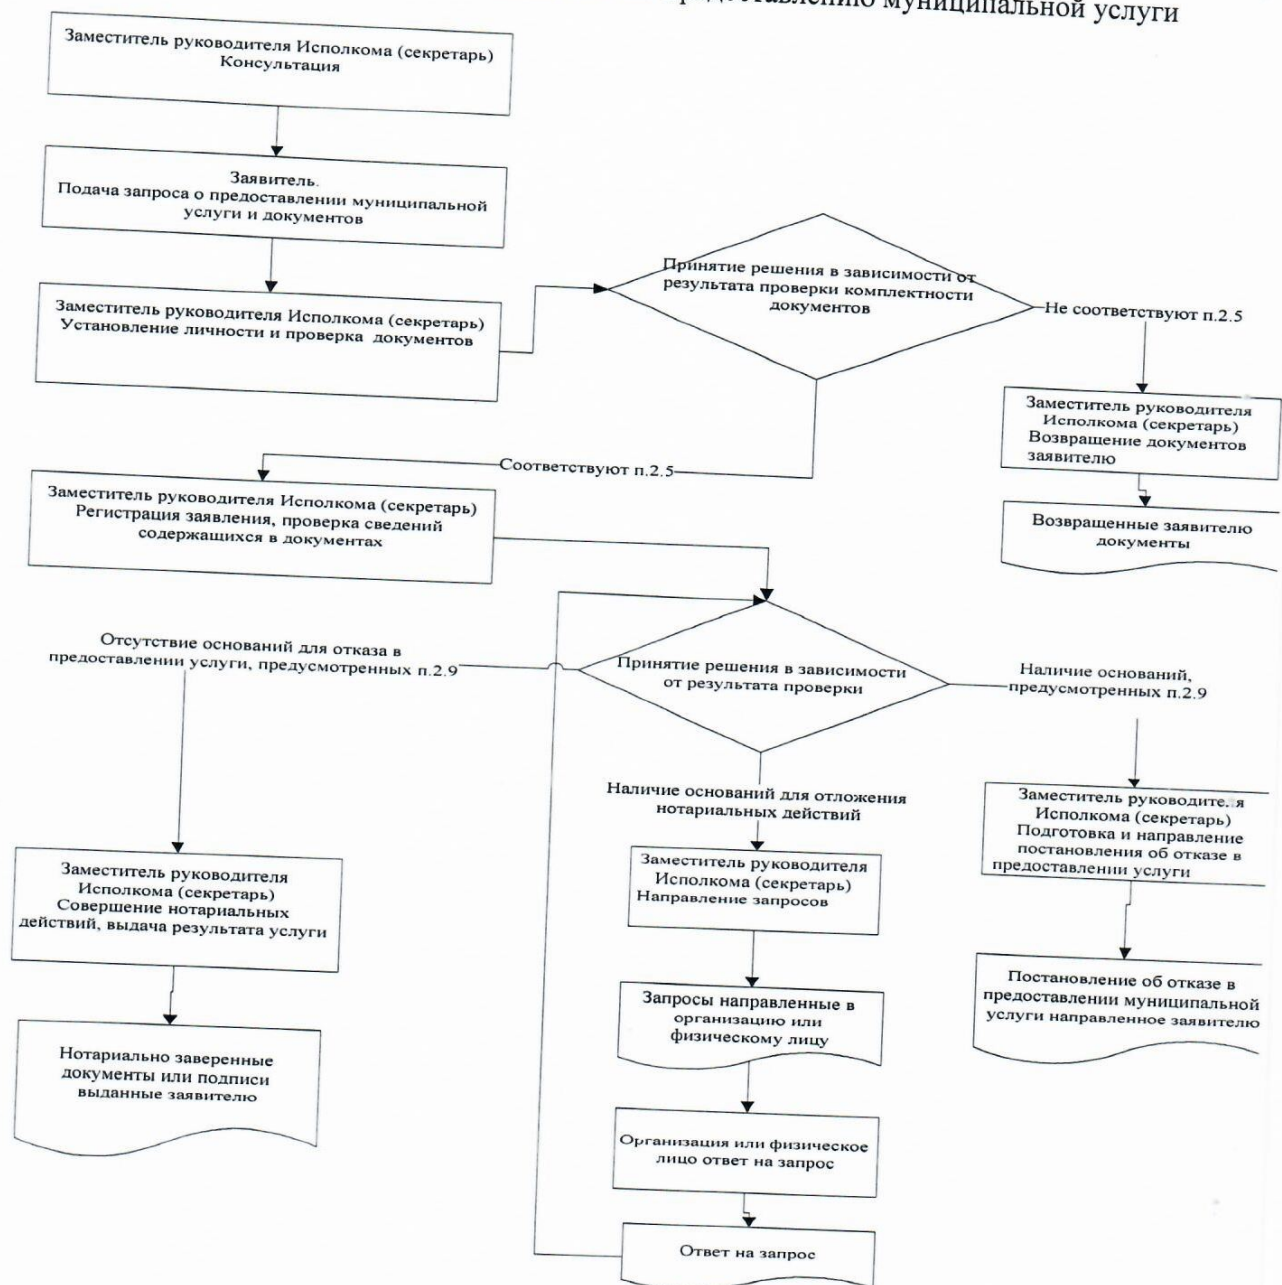 муниципальной услуги
Заместитель руководителя Исполкома (секретарь)
Консультация
Заявитель.
Подача запроса о предоставлении муниципальной
услуги и документов
Заместитель руководителя Исполкома (секретарь)
Установление личности и проверка документов
Принятие решения в зависимости от
результата проверки комплектности
документов
Не соответствуют п.2.5
Заместитель руководителя
Исполкома (секретарь)
Возвращение документов
заявителю
Возвращенные заявителю
документы
Соответствуют п.2.5
Заместитель руководителя Исполкома (секретарь)
Регистрация заявления, проверка сведений
содержащихся в документах
Принятие решения в зависимости
от результата проверки
Отсутствие оснований для отказа в
предоставлении услуги, предусмотренных п.2.9
Заместитель руководителя
Исполкома (секретарь)
Совершение нотариальных
действий, выдача результата услуги
Нотариально заверенные
документы или подписи
выданные заявителю
Наличие оснований для отложения
нотариальных действий
Заместитель руководителя
Исполкома (секретарь)
Направление запросов
Запросы направленные в
организацию или
физическому лицу
Организация или физическое
лицо ответ на запрос
Ответ на запрос
Наличие оснований,
предусмотренных п.2.9
Заместитель руководителя
Исполкома (секретарь)
Подготовка и направление
постановления об отказе в
предоставлении услуги
Постановление об отказе в
предоставлении муниципальной
услуги направленное заявителю